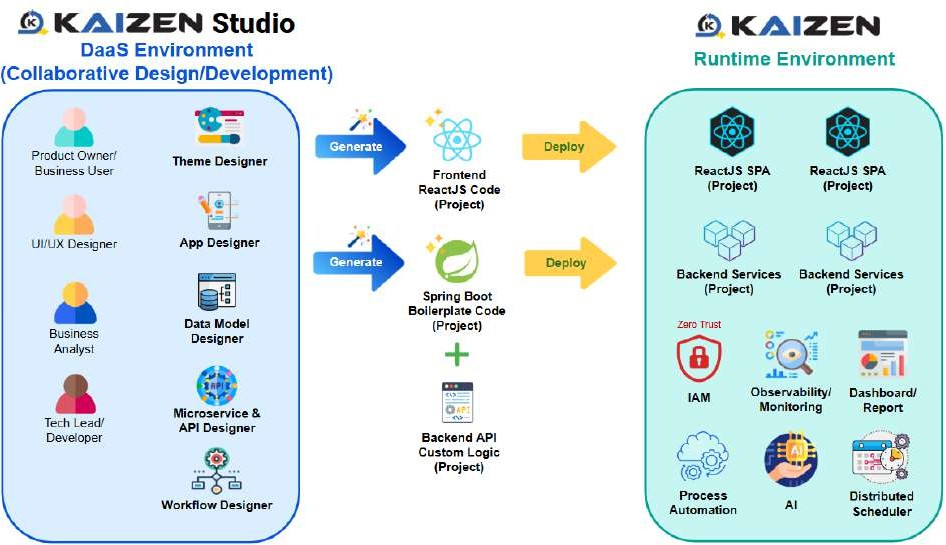 KAIZEN Studio
DaaS Environment
(Collaborative Design/Development)
Product Owner/
Business User
Theme Designer
UI/UX Designer
App Designer
Business
Analyst
Data Model
Designer
Tech Lead/
Developer
API
Microservice &
API Designer
Workflow Designer
Generate
Frontend
ReactJS Code
(Project)
Deploy
Generate
Spring Boot
Boilerplate Code
(Project)
Deploy
API
Backend API
Custom Logic
(Project)
KAIZEN
Runtime Environment
ReactJS SPA
(Project)
ReactJS SPA
(Project)
Backend Services
(Project)
Backend Services
(Project)
Zero Trust
IAM
Observability/
Monitoring
Dashboard/
Report
Process
Automation
AI
AI
Distributed
Scheduler